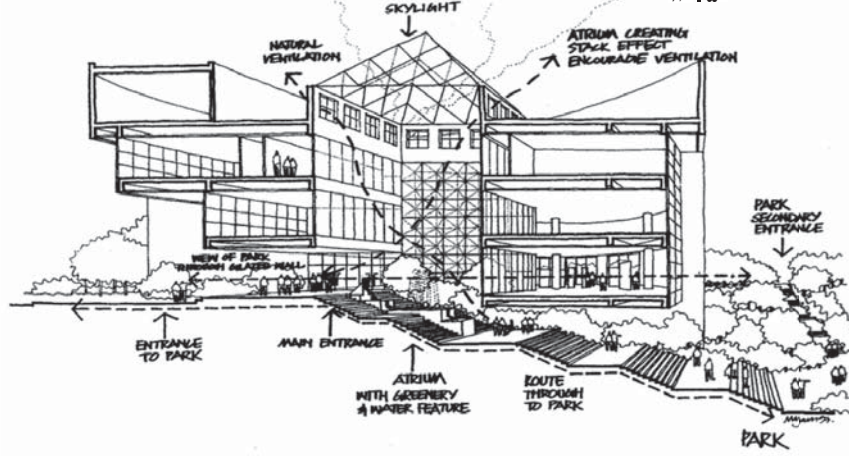 SKYLIGHT
NATURAL
VENTILATION
ATRIUM CREATING
STACK EFFECT
ENCOURAGE VENTILATION
PARK
SECONDARY
ENTRANCE
VIEW OF PARK
THROUGH GLAZED WALL
ENTRANCE
TO PARK
MAIN ENTRANCE
ATRIUM
WITH GREENERY
& WATER FEATURE
ROUTE
THROUGH
TO PARK
PARK